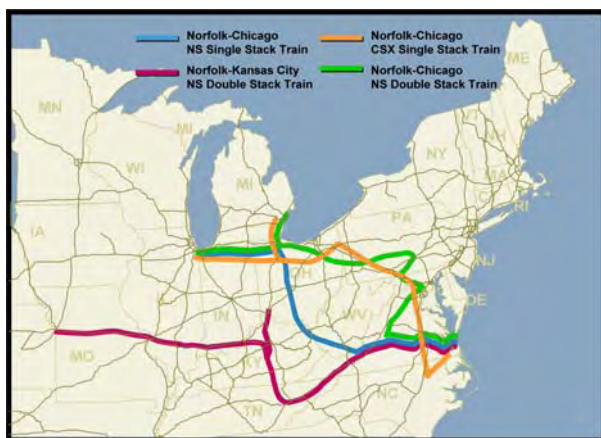 Norfolk-Chicago
NS Single Stack Train
Norfolk-Chicago
CSX Single Stack Train
Norfolk-Kansas City
NS Double Stack Train
Norfolk-Chicago
NS Double Stack Train
ME
MN
MI
VT
NH
WI
NY
MA
MI
RI
IA
PA
NJ
OH
DE
IN
WV
MO
KY
NC
TN